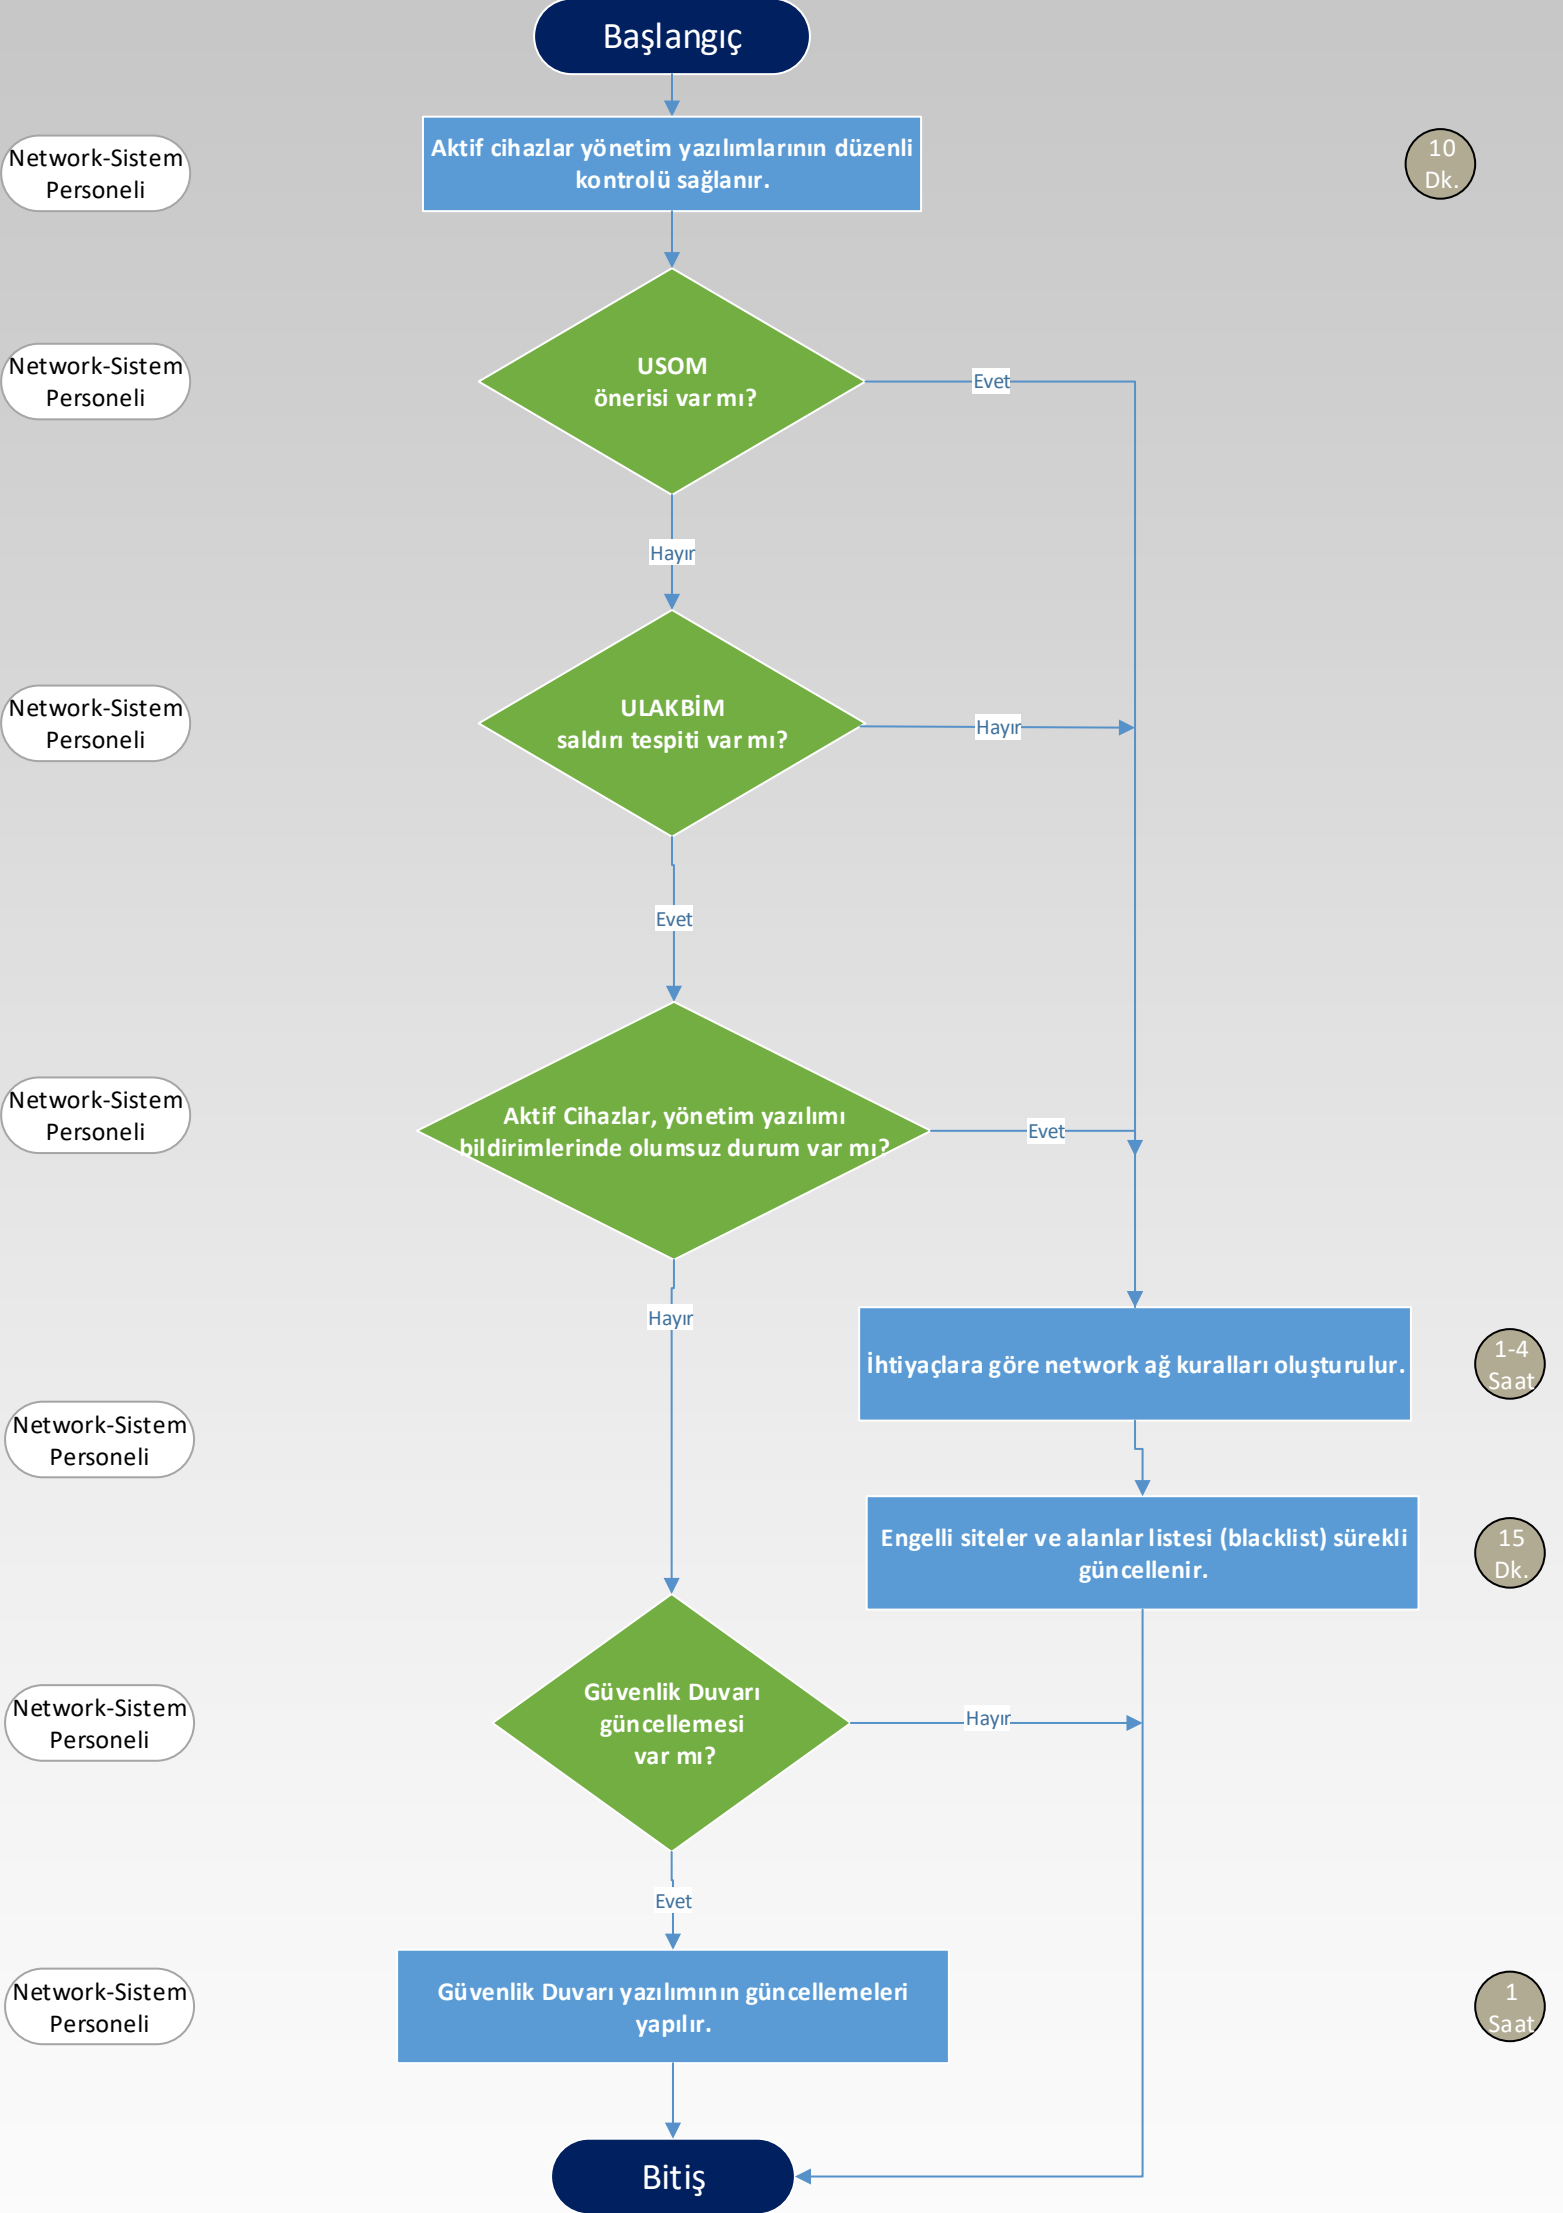 Başlangıç
Network-Sistem
Personeli
Aktif cihazlar yönetim yazılımlarının düzenli
kontrolü sağlanır.
10
Dk.
Network-Sistem
Personeli
USOM
önerisi var mı?
Evet
Hayır
Network-Sistem
Personeli
ULAKBİM
saldırı tespiti var mı?
Hayır
Evet
Network-Sistem
Personeli
Aktif Cihazlar, yönetim yazılımı
bildirimlerinde olumsuz durum var mı?
Evet
Hayır
İhtiyaçlara göre network ağ kuralları oluşturulur.
1-4
Saat
Network-Sistem
Personeli
Engelli siteler ve alanlar listesi (blacklist) sürekli
güncellenir.
15
Dk.
Network-Sistem
Personeli
Güvenlik Duvarı
güncellemesi
var mı?
Hayır
Evet
Network-Sistem
Personeli
Güvenlik Duvarı yazılımının güncellemeleri
yapılır.
1
Saat
Bitiş